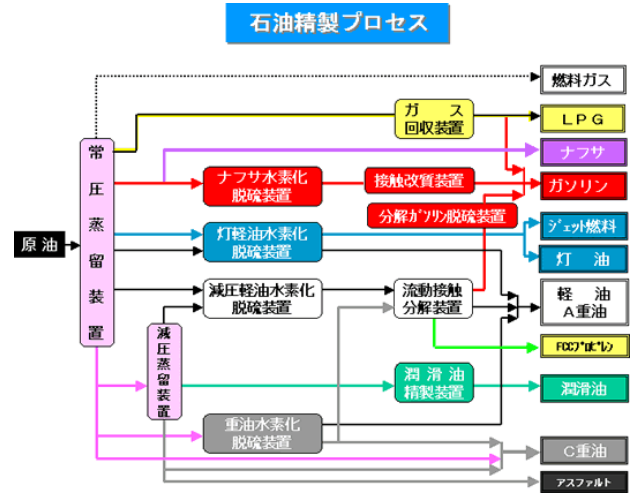 石油精製プロセス
燃料ガス
ガス
回収装置
LPG
常圧蒸留装置
ナフサ
ナフサ水素化
脱硫装置
接触改質装置
ガソリン
分解ガソリン脱硫装置
原油
灯軽油水素化
脱硫装置
ジェット燃料
灯油
減圧軽油水素化
脱硫装置
流動接触
分解装置
軽油
A重油
減圧蒸留装置
FCCプロピレン
潤滑油
精製装置
潤滑油
重油水素化
脱硫装置
C重油
アスファルト